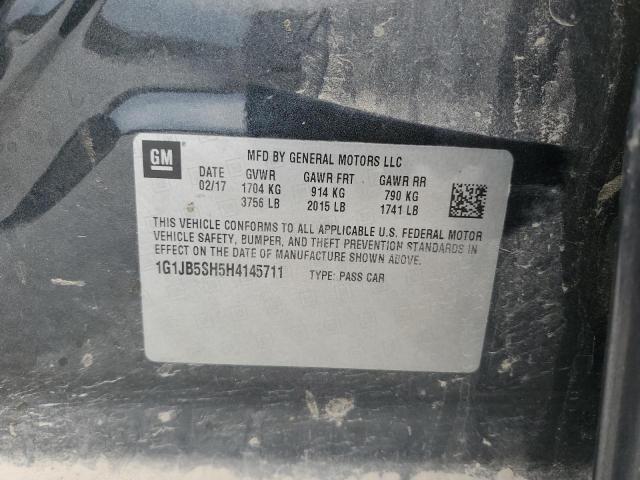 GM
MFD BY GENERAL MOTORS LLC
DATE GVWR GAWR FRT GAWR RR
02/17 1704 KG 914 KG 790 KG
3756 LB 2015 LB 1741 LB
THIS VEHICLE CONFORMS TO ALL APPLICABLE U.S. FEDERAL MOTOR
VEHICLE SAFETY, BUMPER, AND THEFT PREVENTION STANDARDS IN
EFFECT ON THE DATE OF MANUFACTURE SHOWN ABOVE.
1G1JB5SH5H4145711 TYPE: PASS CAR